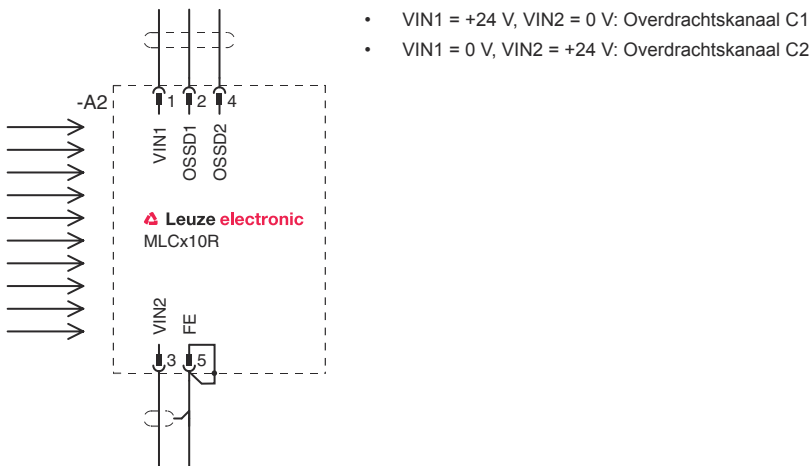 • VIN1 = +24 V, VIN2 = 0 V: Overdrachtskanaal C1
• VIN1 = 0 V, VIN2 = +24 V: Overdrachtskanaal C2
-A2
1 2 4
VIN1
OSSD1
OSSD2
Leuze electronic
MLCx10R
VIN2
FE
3 5